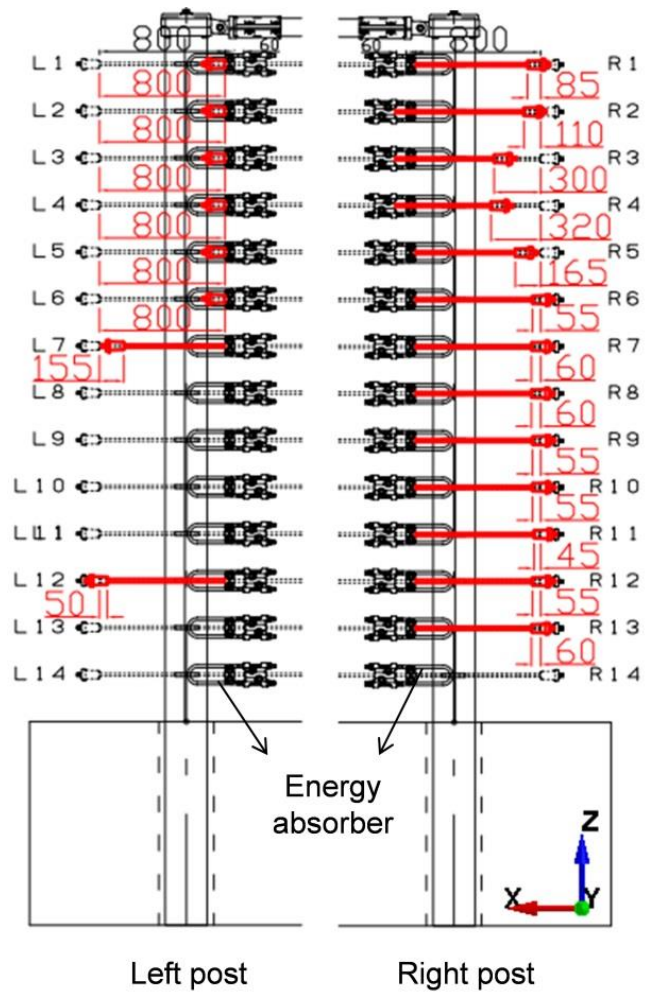 800 60 60 800
L1 R1
800 85
L2 R2
800 110
L3 R3
800 300
L4 R4
800 320
L5 R5
800 165
L6 R6
800 55
L7 R7
155 60
L8 R8
60
L9 R9
55
L10 R10
55
L11 R11
45
L12 R12
50 55
L13 R13
60
L14 R14
Energy
absorber
Z
X Y
Left post Right post